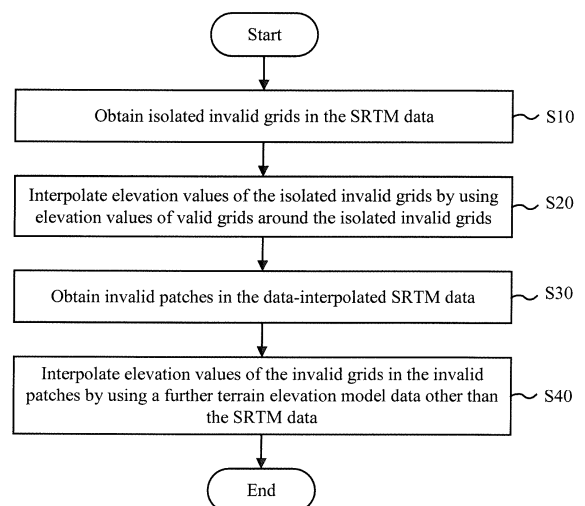 Start
Obtain isolated invalid grids in the SRTM data
S10
Interpolate elevation values of the isolated invalid grids by using
elevation values of valid grids around the isolated invalid grids
S20
Obtain invalid patches in the data-interpolated SRTM data
S30
Interpolate elevation values of the invalid grids in the invalid
patches by using a further terrain elevation model data other than
the SRTM data
S40
End